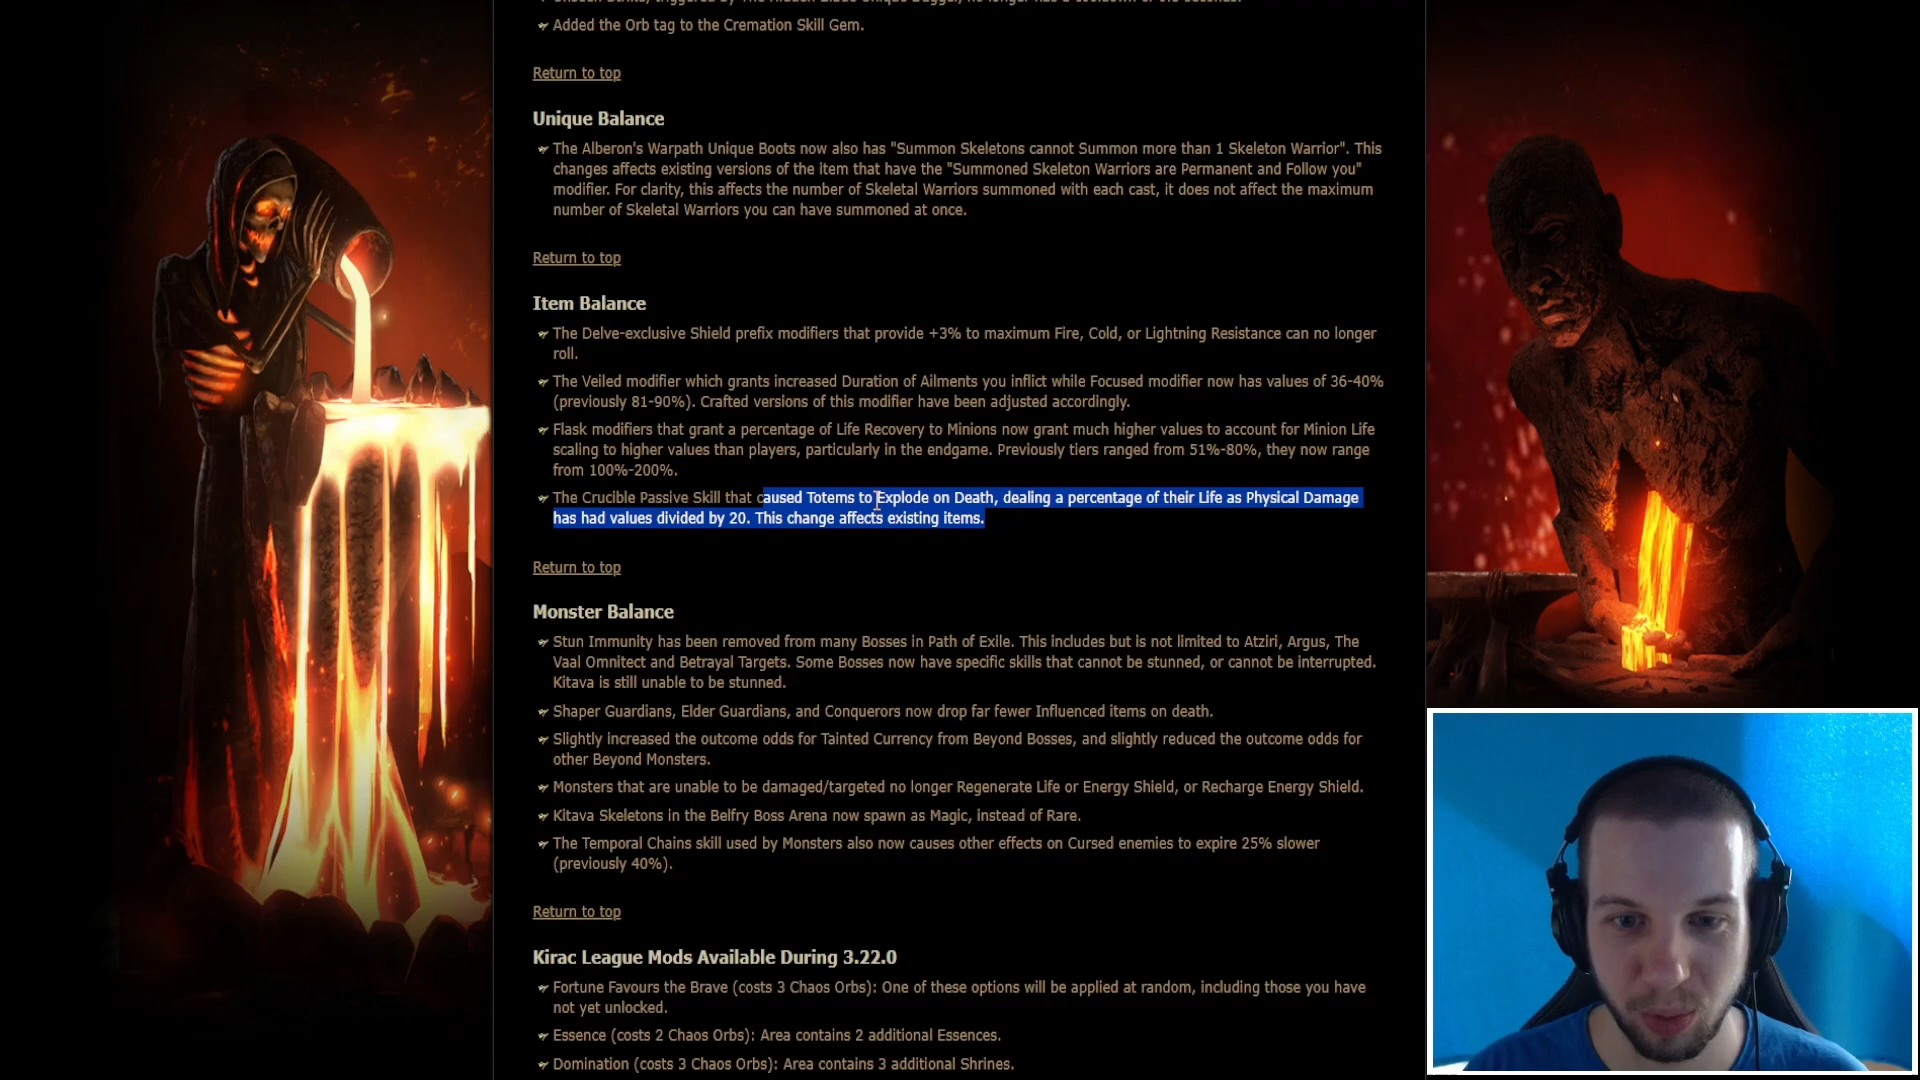 Added the Orb tag to the Cremation Skill Gem.
Return to top
Unique Balance
The Alberon's Warpath Unique Boots now also has "Summon Skeletons cannot Summon more than 1 Skeleton Warrior". This
changes affects existing versions of the item that have the "Summoned Skeleton Warriors are Permanent and Follow you"
modifier. For clarity, this affects the number of Skeletal Warriors summoned with each cast, it does not affect the maximum
number of Skeletal Warriors you can have summoned at once.
Return to top
Item Balance
The Delve-exclusive Shield prefix modifiers that provide +3% to maximum Fire, Cold, or Lightning Resistance can no longer
roll.
The Veiled modifier which grants increased Duration of Ailments you inflict while Focused modifier now has values of 36-40%
(previously 81-90%). Crafted versions of this modifier have been adjusted accordingly.
Flask modifiers that grant a percentage of Life Recovery to Minions now grant much higher values to account for Minion Life
scaling to higher values than players, particularly in the endgame. Previously tiers ranged from 51%-80%, they now range
from 100%-200%.
The Crucible Passive Skill that caused Totems to Explode on Death, dealing a percentage of their Life as Physical Damage
has had values divided by 20. This change affects existing items.
Return to top
Monster Balance
Stun Immunity has been removed from many Bosses in Path of Exile. This includes but is not limited to Atziri, Argus, The
Vaal Omnitect and Betrayal Targets. Some Bosses now have specific skills that cannot be stunned, or cannot be interrupted.
Kitava is still unable to be stunned.
Shaper Guardians, Elder Guardians, and Conquerors now drop far fewer Influenced items on death.
Slightly increased the outcome odds for Tainted Currency from Beyond Bosses, and slightly reduced the outcome odds for
other Beyond Monsters.
Monsters that are unable to be damaged/targeted no longer Regenerate Life or Energy Shield, or Recharge Energy Shield.
Kitava Skeletons in the Belfry Boss Arena now spawn as Magic, instead of Rare.
The Temporal Chains skill used by Monsters also now causes other effects on Cursed enemies to expire 25% slower
(previously 40%).
Return to top
Kirac League Mods Available During 3.22.0
Fortune Favours the Brave (costs 3 Chaos Orbs): One of these options will be applied at random, including those you have
not yet unlocked.
Essence (costs 2 Chaos Orbs): Area contains 2 additional Essences.
Domination (costs 3 Chaos Orbs): Area contains 3 additional Shrines.